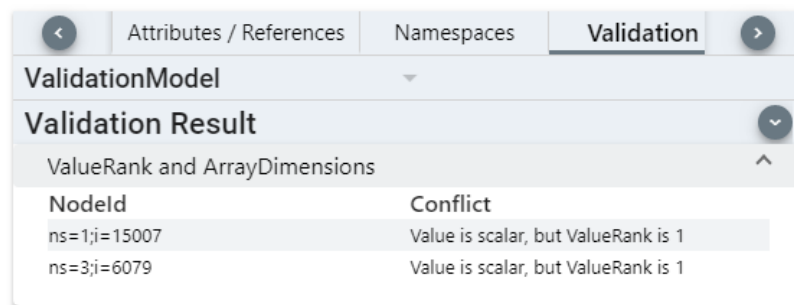 Attributes / References Namespaces Validation
ValidationModel
Validation Result
ValueRank and ArrayDimensions
NodeId Conflict
ns=1;i=15007 Value is scalar, but ValueRank is 1
ns=3;i=6079 Value is scalar, but ValueRank is 1